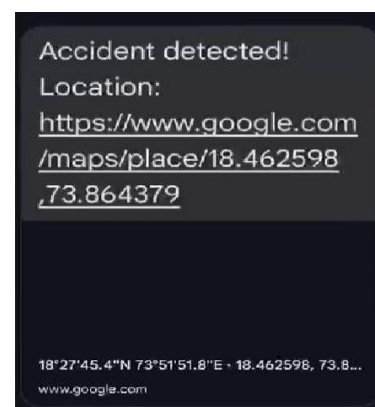 Accident detected!
Location:
https://www.google.com
/maps/place/18.462598
,73.864379
18°27'45.4"N 73°51'51.8"E · 18.462598, 73.8...
www.google.com